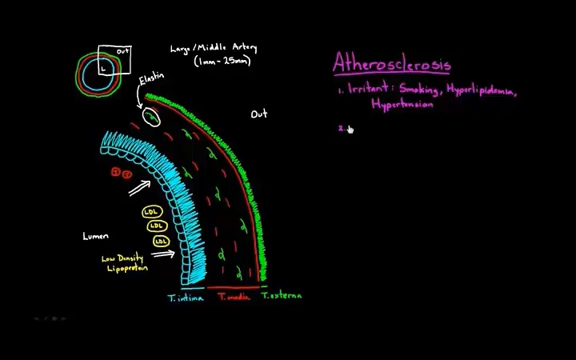 Out
L
Large/Middle Artery
(1mm-25mm)
Elastin
Out
LDL
LDL
LDL
Lumen
Low Density
Lipoprotein
T. intima
T. media
T. externa
Atherosclerosis
1. Irritant: Smoking, Hyperlipidemia,
Hypertension
2.